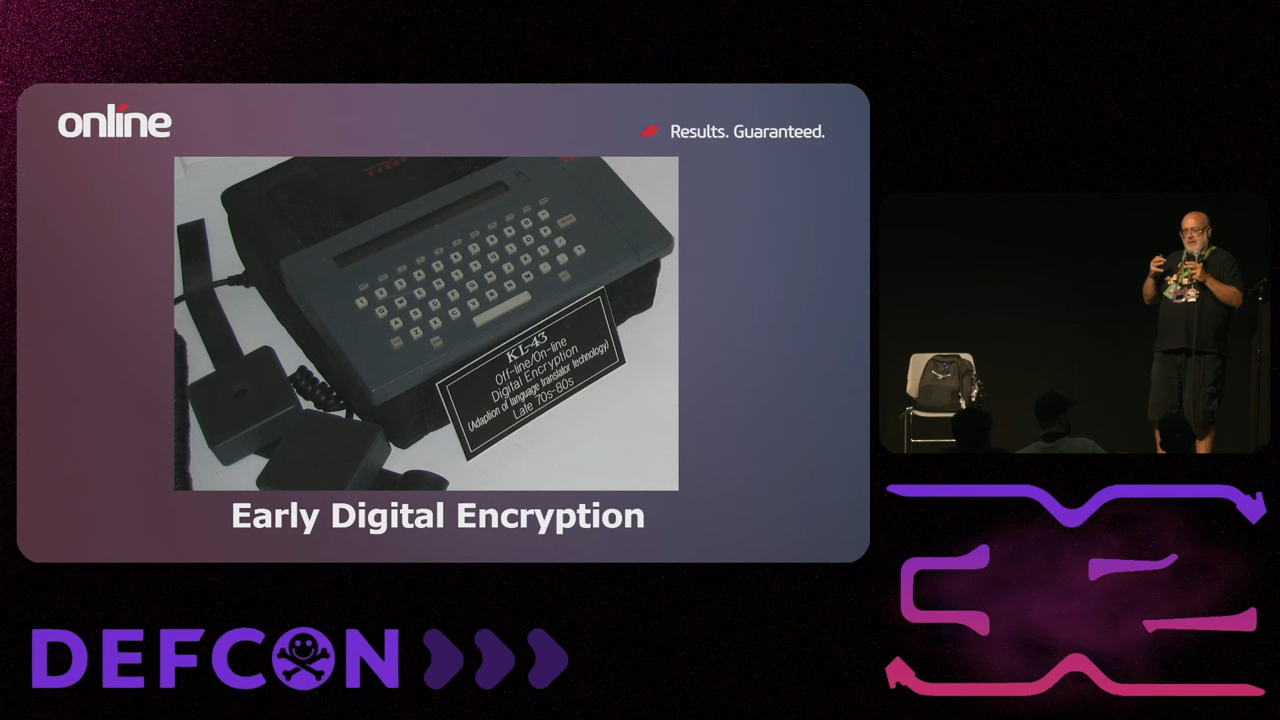 online
Results. Guaranteed.
KL-43
Off-line/On-line
Digital Encryption
(Adaption of language translator technology)
Late 70s-80s
Early Digital Encryption
DEFCON